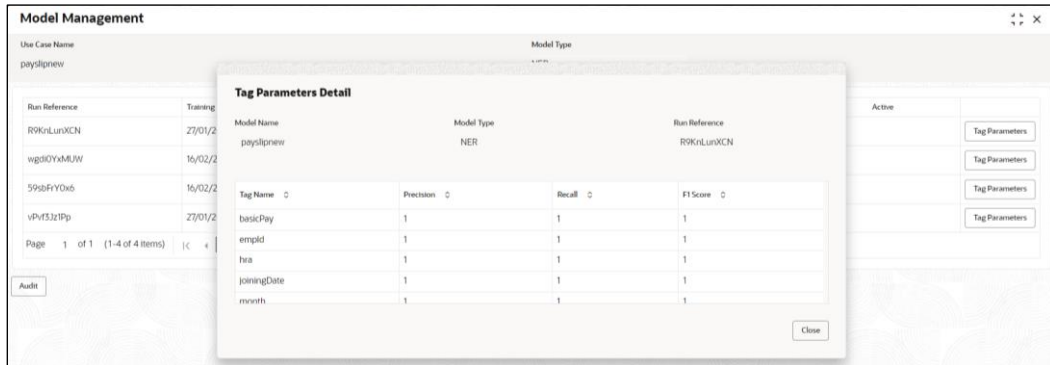 Model Management
Use Case Name Model Type
payslipnew
Tag Parameters Detail
Run Reference Training Active
Model Name Model Type Run Reference
payslipnew NER R9KnLunXCN
R9KnLunXCN 27/01/2 Tag Parameters
wgdi0YxMUW 16/02/2 Tag Parameters
59sbFrY0x6 16/02/2 Tag Parameters
vPvf3Jz1Pp 27/01/2 Tag Parameters
Page 1 of 1 (1-4 of 4 items)
Tag Name Precision Recall F1 Score
basicPay 1 1 1
empId 1 1 1
hra 1 1 1
joiningDate 1 1 1
month 1 1 1
Audit
Close